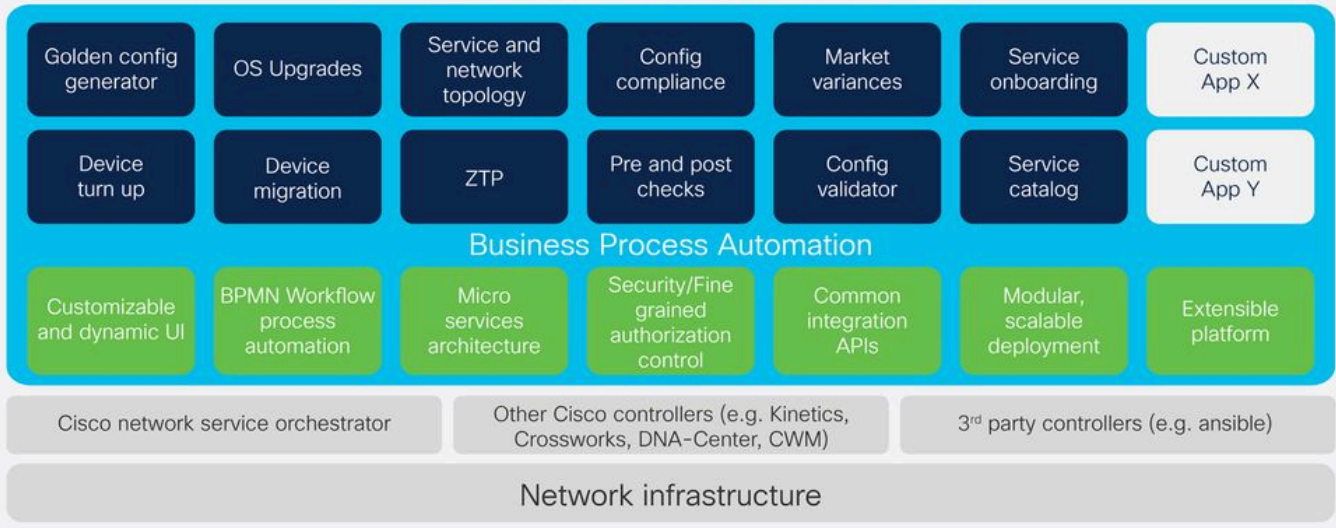 Golden config
generator
OS Upgrades
Service and
network
topology
Config
compliance
Market
variances
Service
onboarding
Custom
App X
Device
turn up
Device
migration
ZTP
Pre and post
checks
Config
validator
Service
catalog
Custom
App Y
Business Process Automation
Customizable
and dynamic UI
BPMN Workflow
process
automation
Micro
services
architecture
Security/Fine
grained
authorization
control
Common
integration
APIs
Modular,
scalable
deployment
Extensible
platform
Cisco network service orchestrator
Other Cisco controllers (e.g. Kinetics,
Crossworks, DNA-Center, CWM)
3rd party controllers (e.g. ansible)
Network infrastructure